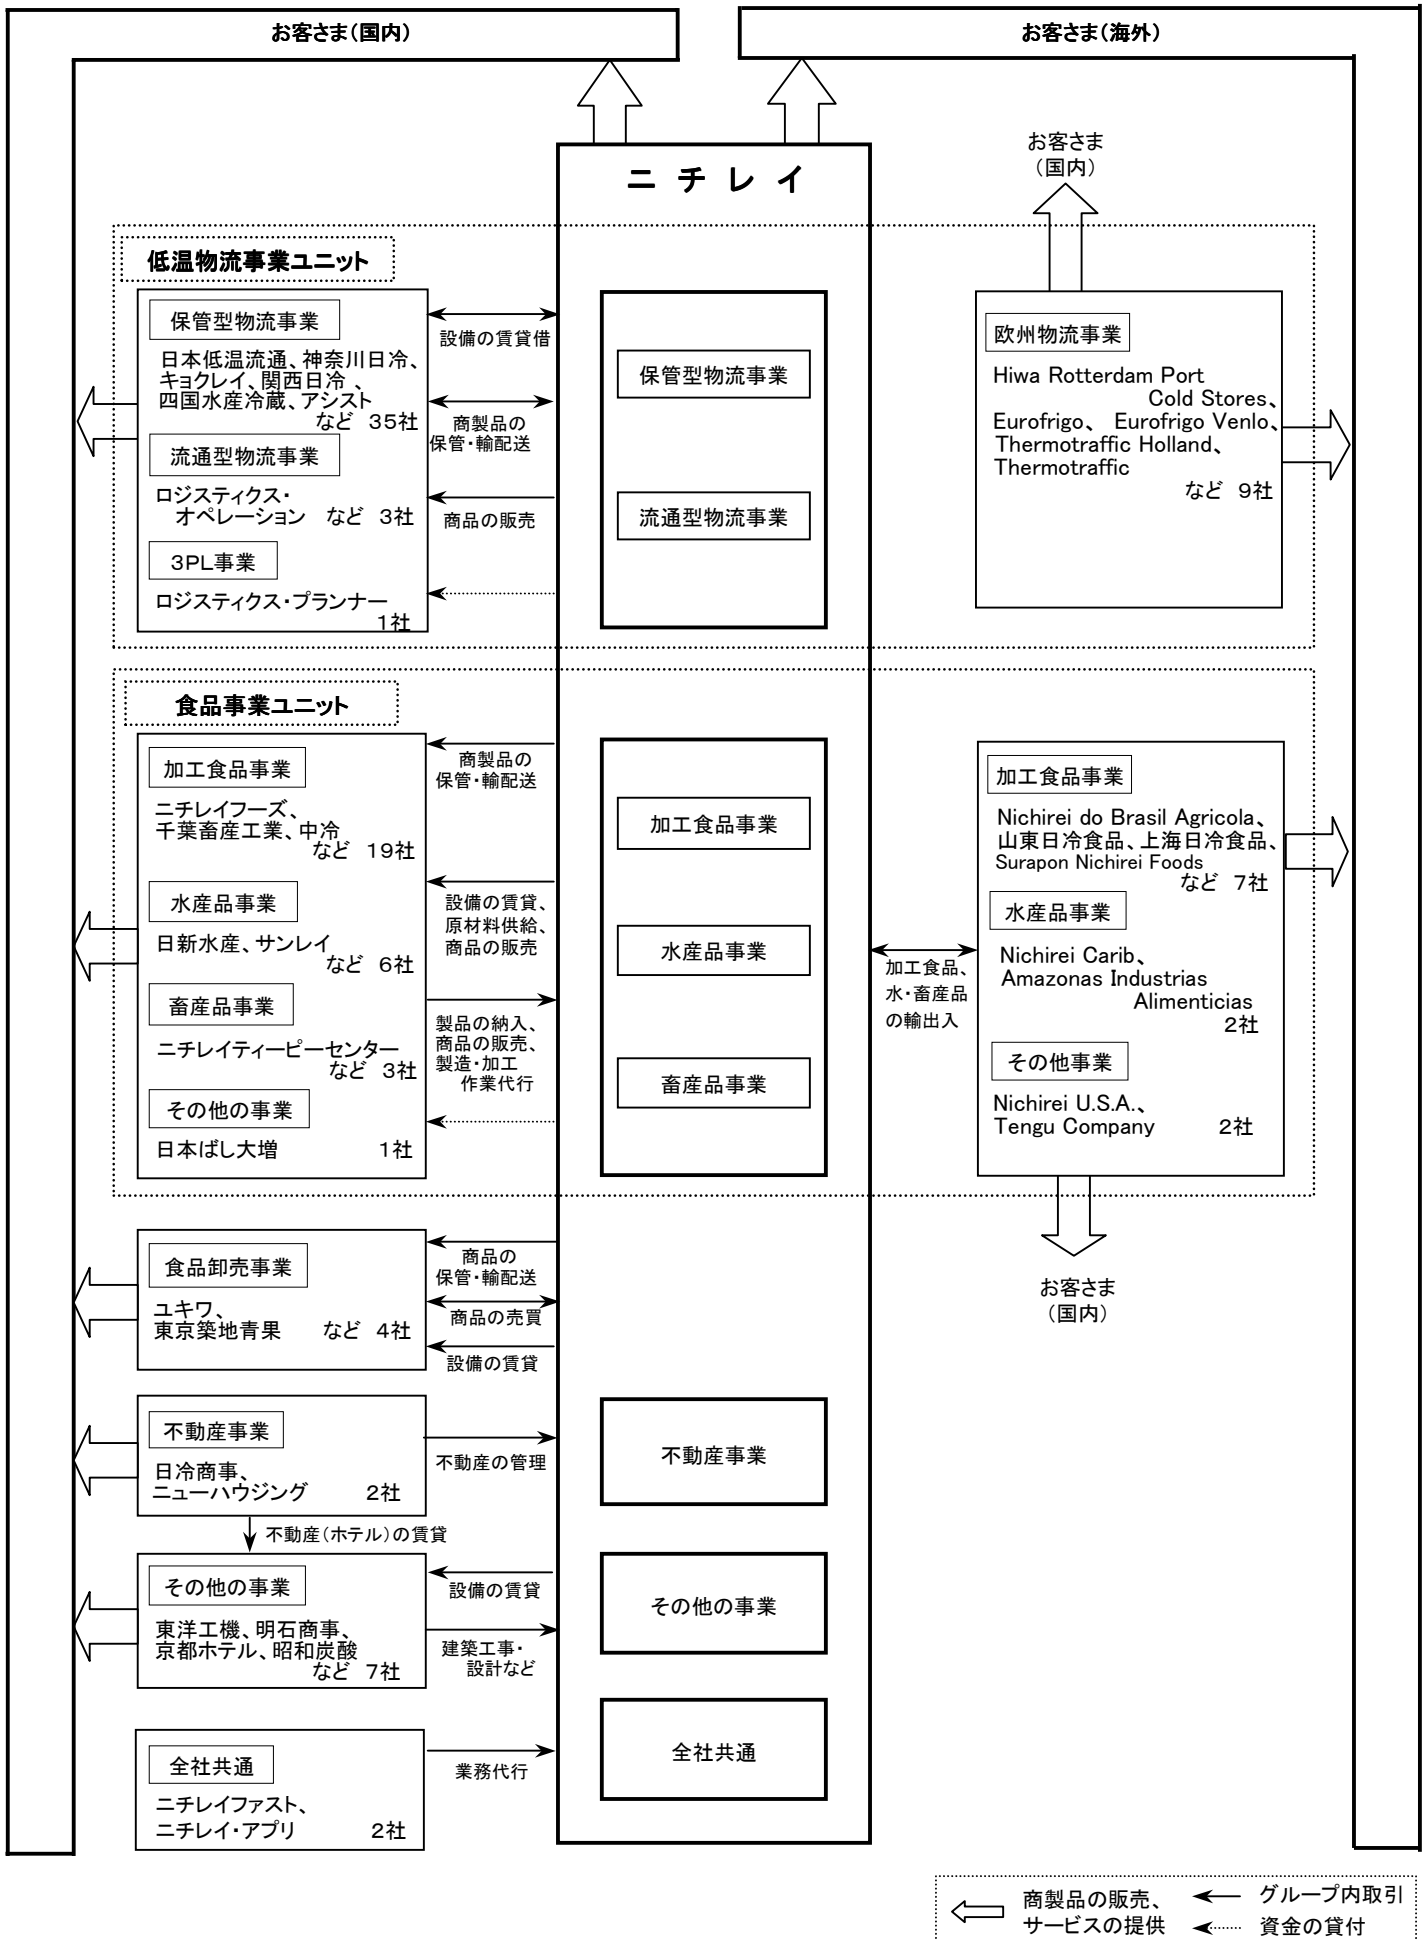 お客さま(国内)
お客さま(海外)
ニチレイ
お客さま
(国内)
低温物流事業ユニット
保管型物流事業
日本低温流通、神奈川日冷、
キョクレイ、関西日冷 、
四国水産冷蔵、アシスト
など 35社
流通型物流事業
ロジスティクス・
オペレーション など 3社
3PL事業
ロジスティクス・プランナー
1社
設備の賃貸借
商製品の
保管・輸配送
商品の販売
保管型物流事業
流通型物流事業
欧州物流事業
Hiwa Rotterdam Port
Cold Stores、
Eurofrigo、 Eurofrigo Venlo、
Thermotraffic Holland、
Thermotraffic
など 9社
食品事業ユニット
加工食品事業
ニチレイフーズ、
千葉畜産工業、中冷
など 19社
水産品事業
日新水産、サンレイ
など 6社
畜産品事業
ニチレイティーピーセンター
など 3社
その他の事業
日本ばし大増 1社
商製品の
保管・輸配送
設備の賃貸、
原材料供給、
商品の販売
製品の納入、
商品の販売、
製造・加工
作業代行
加工食品事業
水産品事業
畜産品事業
加工食品、
水・畜産品
の輸出入
加工食品事業
Nichirei do Brasil Agricola、
山東日冷食品、上海日冷食品、
Surapon Nichirei Foods
など 7社
水産品事業
Nichirei Carib、
Amazonas Industrias
Alimenticias
2社
その他事業
Nichirei U.S.A.、
Tengu Company 2社
お客さま
(国内)
食品卸売事業
ユキワ、
東京築地青果 など 4社
商品の
保管・輸配送
商品の売買
設備の賃貸
不動産事業
日冷商事、
ニューハウジング 2社
不動産の管理
不動産事業
不動産(ホテル)の賃貸
その他の事業
東洋工機、明石商事、
京都ホテル、昭和炭酸
など 7社
設備の賃貸
建築工事・
設計など
その他の事業
全社共通
ニチレイファスト、
ニチレイ・アプリ 2社
業務代行
全社共通
商製品の販売、
サービスの提供
グループ内取引
資金の貸付